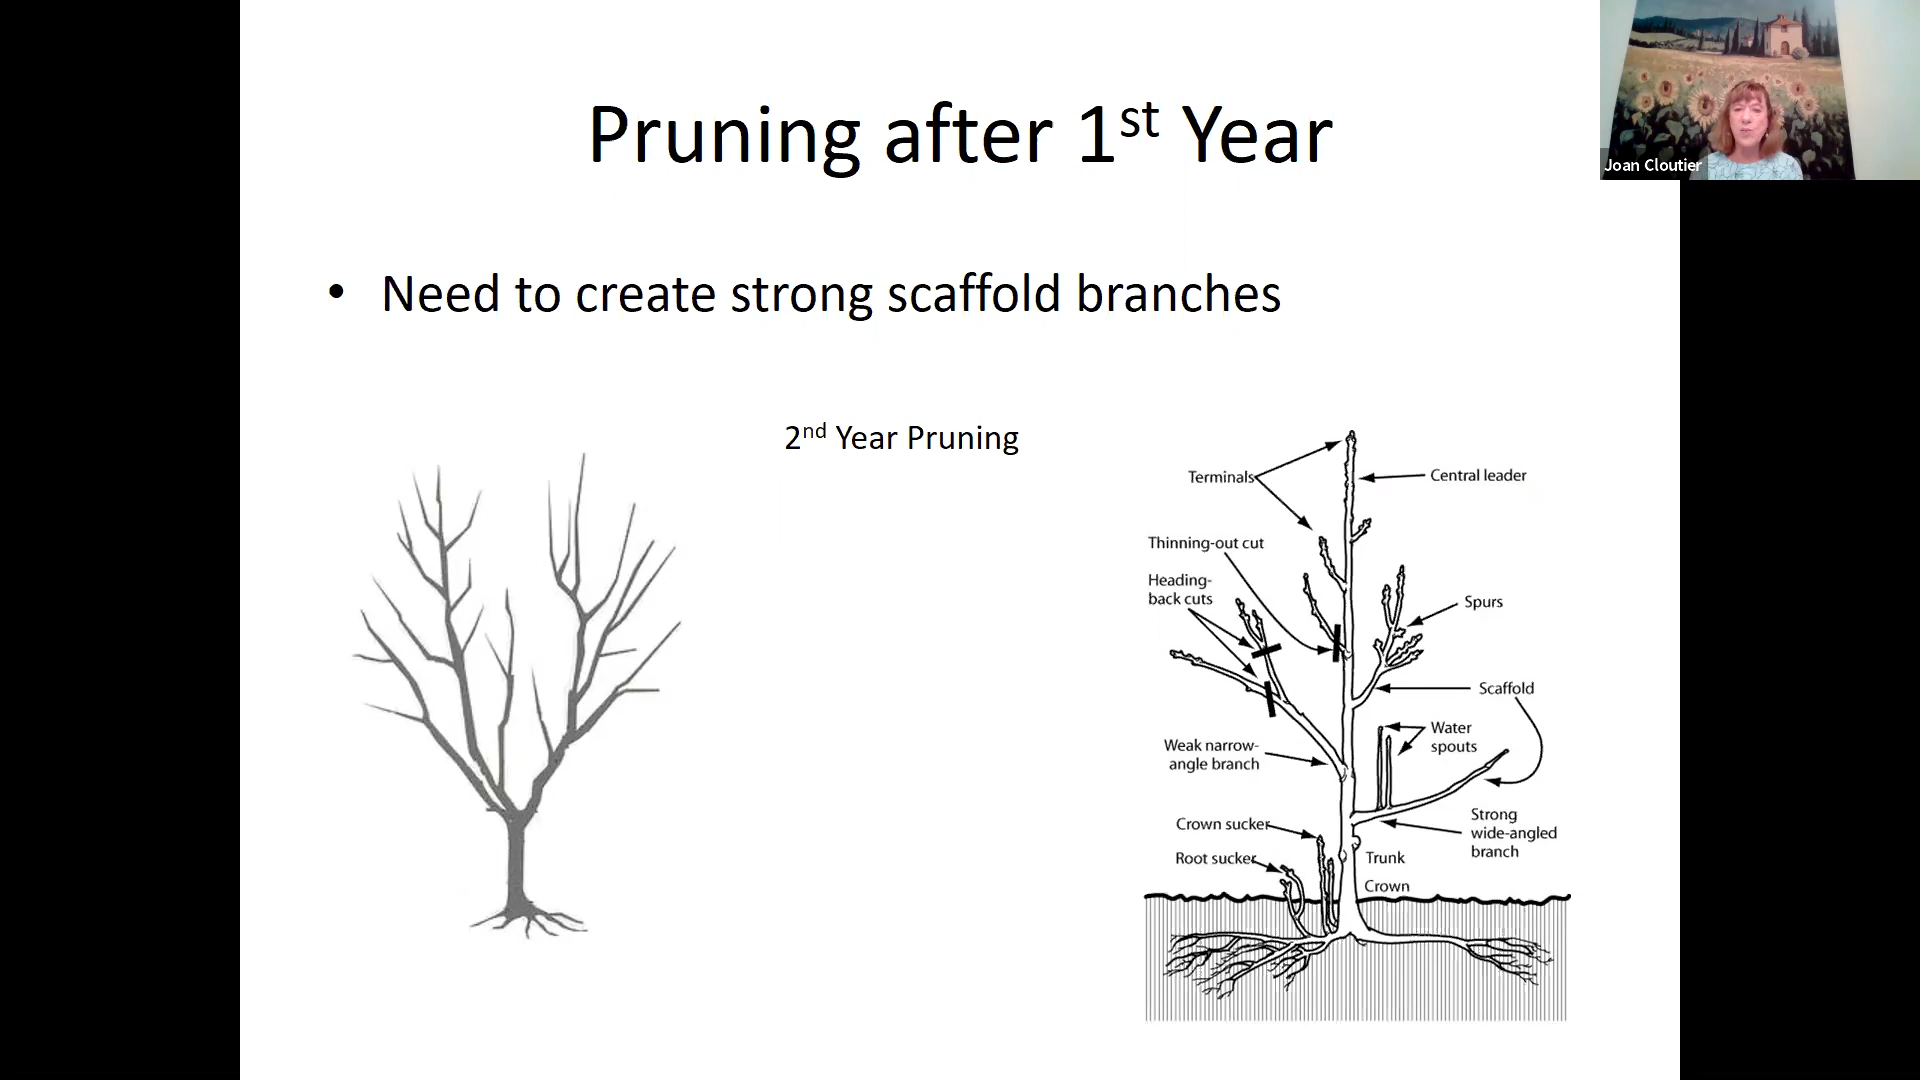 Pruning after 1st Year
Joan Cloutier
• Need to create strong scaffold branches
2nd Year Pruning
Terminals
Central leader
Thinning-out cut
Heading-
back cuts
Spurs
Scaffold
Water
spouts
Weak narrow-
angle branch
Strong
wide-angled
branch
Crown sucker
Root sucker
Trunk
Crown